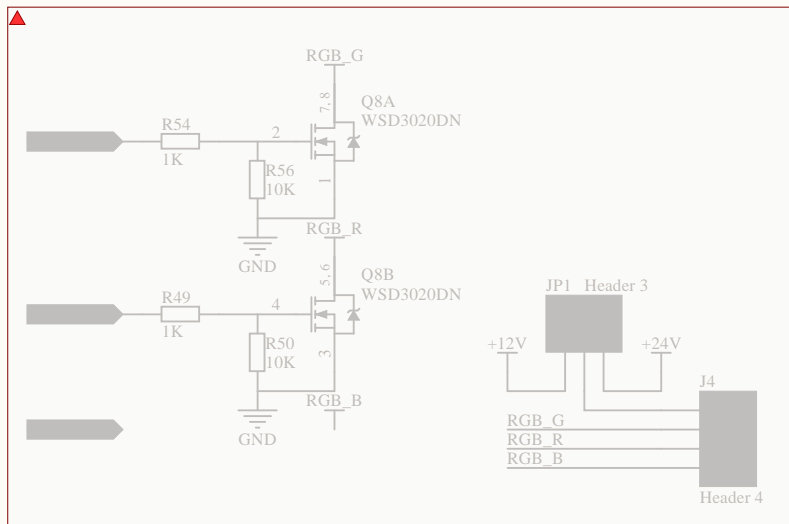 RGB_G
7,8
Q8A
WSD3020DN
R54
1K
2
R56
10K
1
GND
RGB_R
5,6
Q8B
WSD3020DN
R49
1K
4
R50
10K
3
GND
RGB_B
JP1 Header 3
+12V
+24V
J4
RGB_G
RGB_R
RGB_B
Header 4